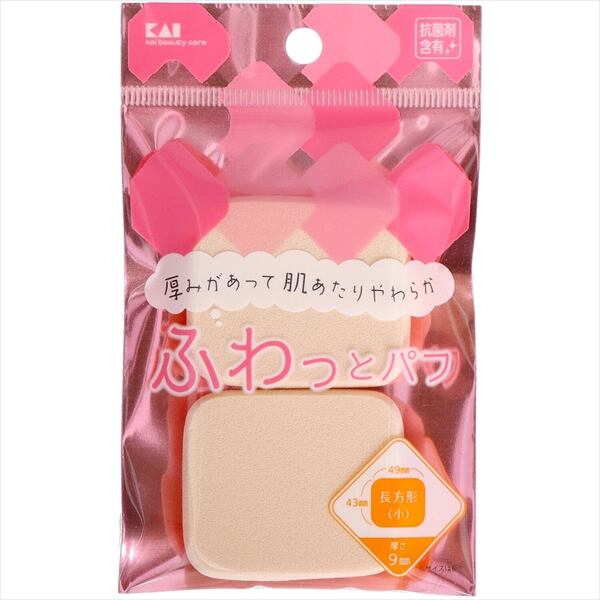 KAI
kai beauty care
抗菌剤
含有
厚みがあって肌あたりやわらか
ふわっとパフ
49mm
43mm
長方形
(小)
厚さ
9mm